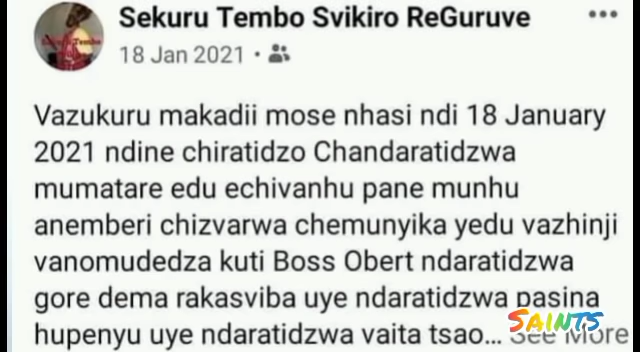 Sekuru Tembo Svikiro ReGuruve
18 Jan 2021
Vazukuru makadii mose nhasi ndi 18 January
2021 ndine chiratidzo Chandaratidzwa
mumatare edu echivanhu pane munhu
anemberi chizvarwa chemunyika yedu vazhinji
vanomudedza kuti Boss Obert ndaratidzwa
gore dema rakasviba uye ndaratidzwa pasina
hupenyu uye ndaratidzwa vaita tsao... See More
SAINTS